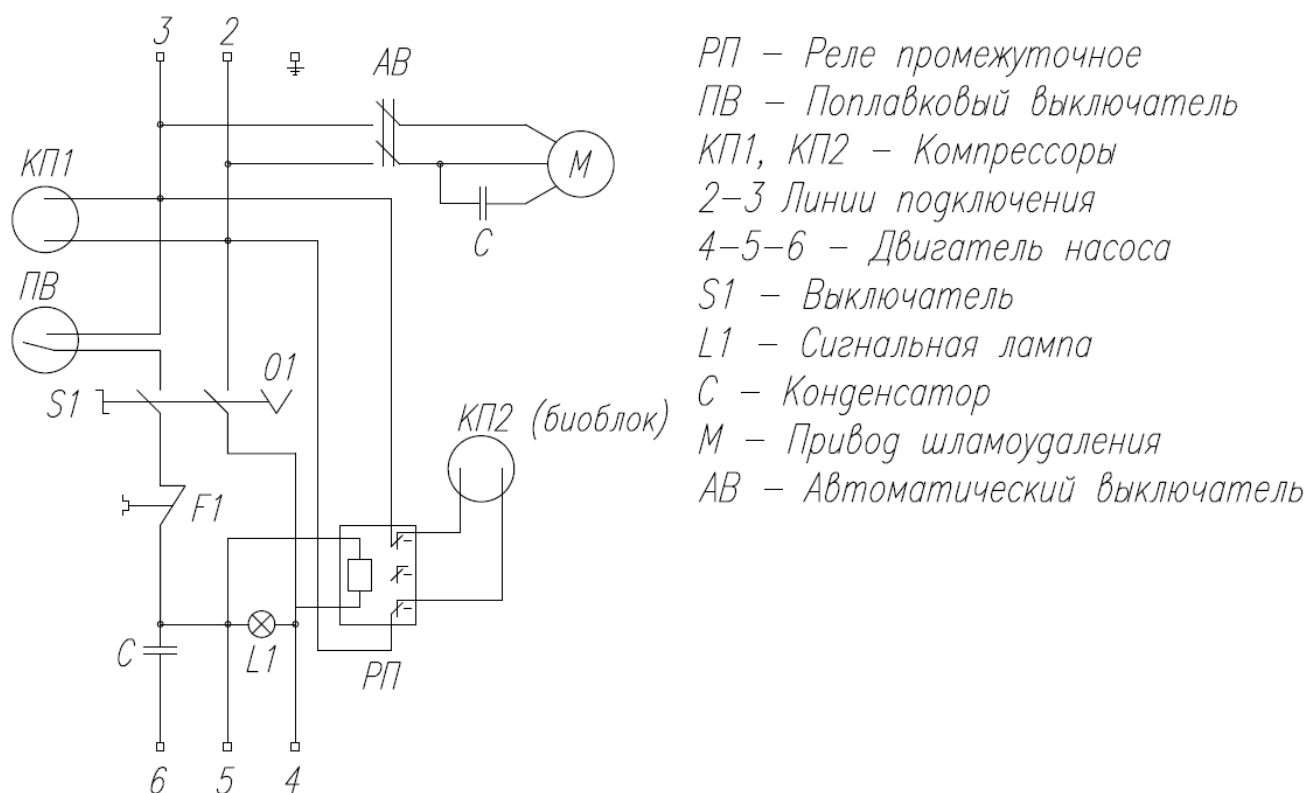 3
2
АВ
КП1
М
С
ПВ
S1
О1
КП2 (биоблок)
F1
С
L1
РП
6
5
4
РП – Реле промежуточное
ПВ – Поплавковый выключатель
КП1, КП2 – Компрессоры
2–3 Линии подключения
4–5–6 – Двигатель насоса
S1 – Выключатель
L1 – Сигнальная лампа
С – Конденсатор
М – Привод шламоудаления
АВ – Автоматический выключатель